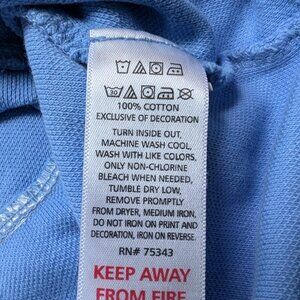 30
100% COTTON
EXCLUSIVE OF DECORATION
TURN INSIDE OUT,
MACHINE WASH COOL,
WASH WITH LIKE COLORS,
ONLY NON-CHLORINE
BLEACH WHEN NEEDED,
TUMBLE DRY LOW,
REMOVE PROMPTLY
FROM DRYER, MEDIUM IRON,
DO NOT IRON ON PRINT AND
DECORATION, IRON ON REVERSE.
RN# 75343
KEEP AWAY
FROM FIRE